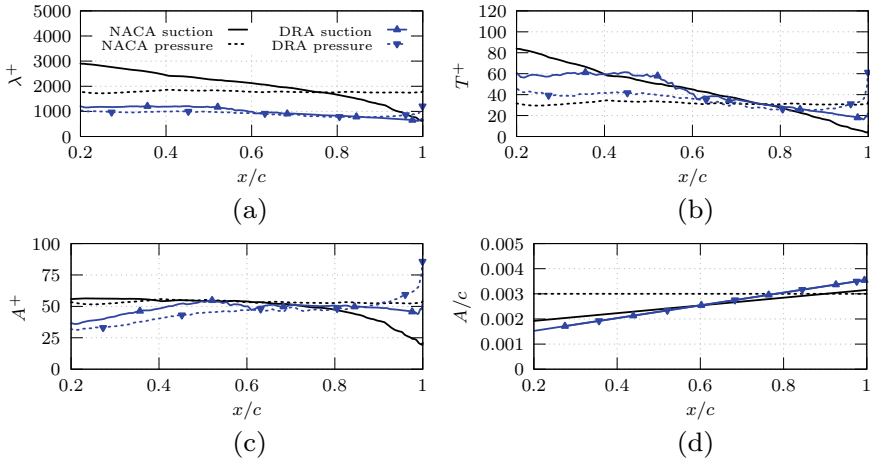 5000
4000
3000
2000
1000
0
λ+
NACA suction
NACA pressure
DRA suction
DRA pressure
0.2 0.4 0.6 0.8 1
x/c
(a)
120
100
80
60
40
20
0
T+
0.2 0.4 0.6 0.8 1
x/c
(b)
100
75
50
25
0
A+
0.2 0.4 0.6 0.8 1
x/c
(c)
0.005
0.004
0.003
0.002
0.001
0
A/c
0.2 0.4 0.6 0.8 1
x/c
(d)